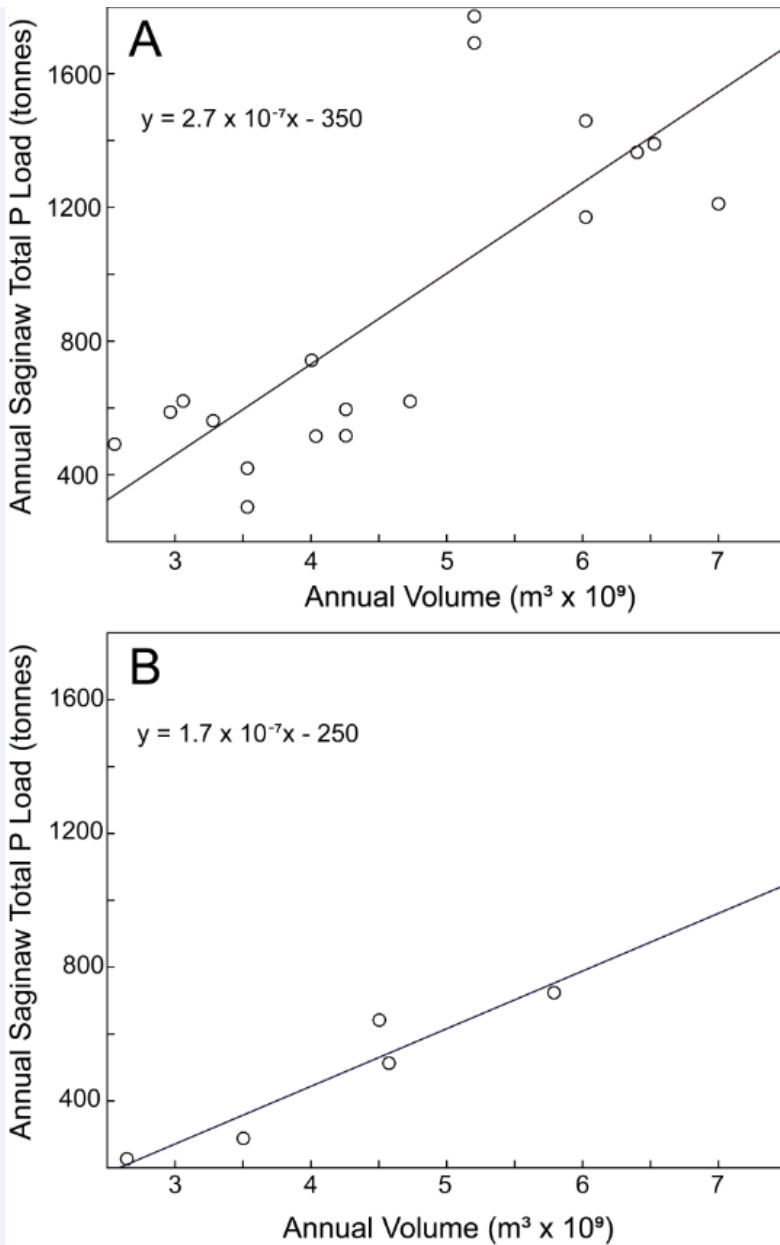 A
Annual Saginaw Total P Load (tonnes)
y = 2.7 x 10⁻⁷x - 350
1600
1200
800
400
3 4 5 6 7
Annual Volume (m³ x 10⁹)
B
Annual Saginaw Total P Load (tonnes)
y = 1.7 x 10⁻⁷x - 250
1600
1200
800
400
3 4 5 6 7
Annual Volume (m³ x 10⁹)